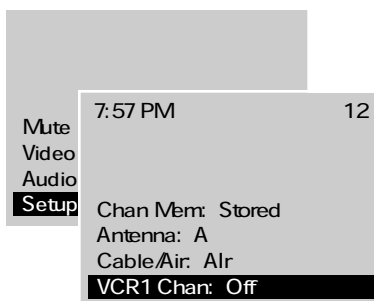 Mute
Video
Audio
Setup
7:57 PM 12
Chan Mem: Stored
Antenna: A
Cable/Air: AIr
VCR1 Chan: Off